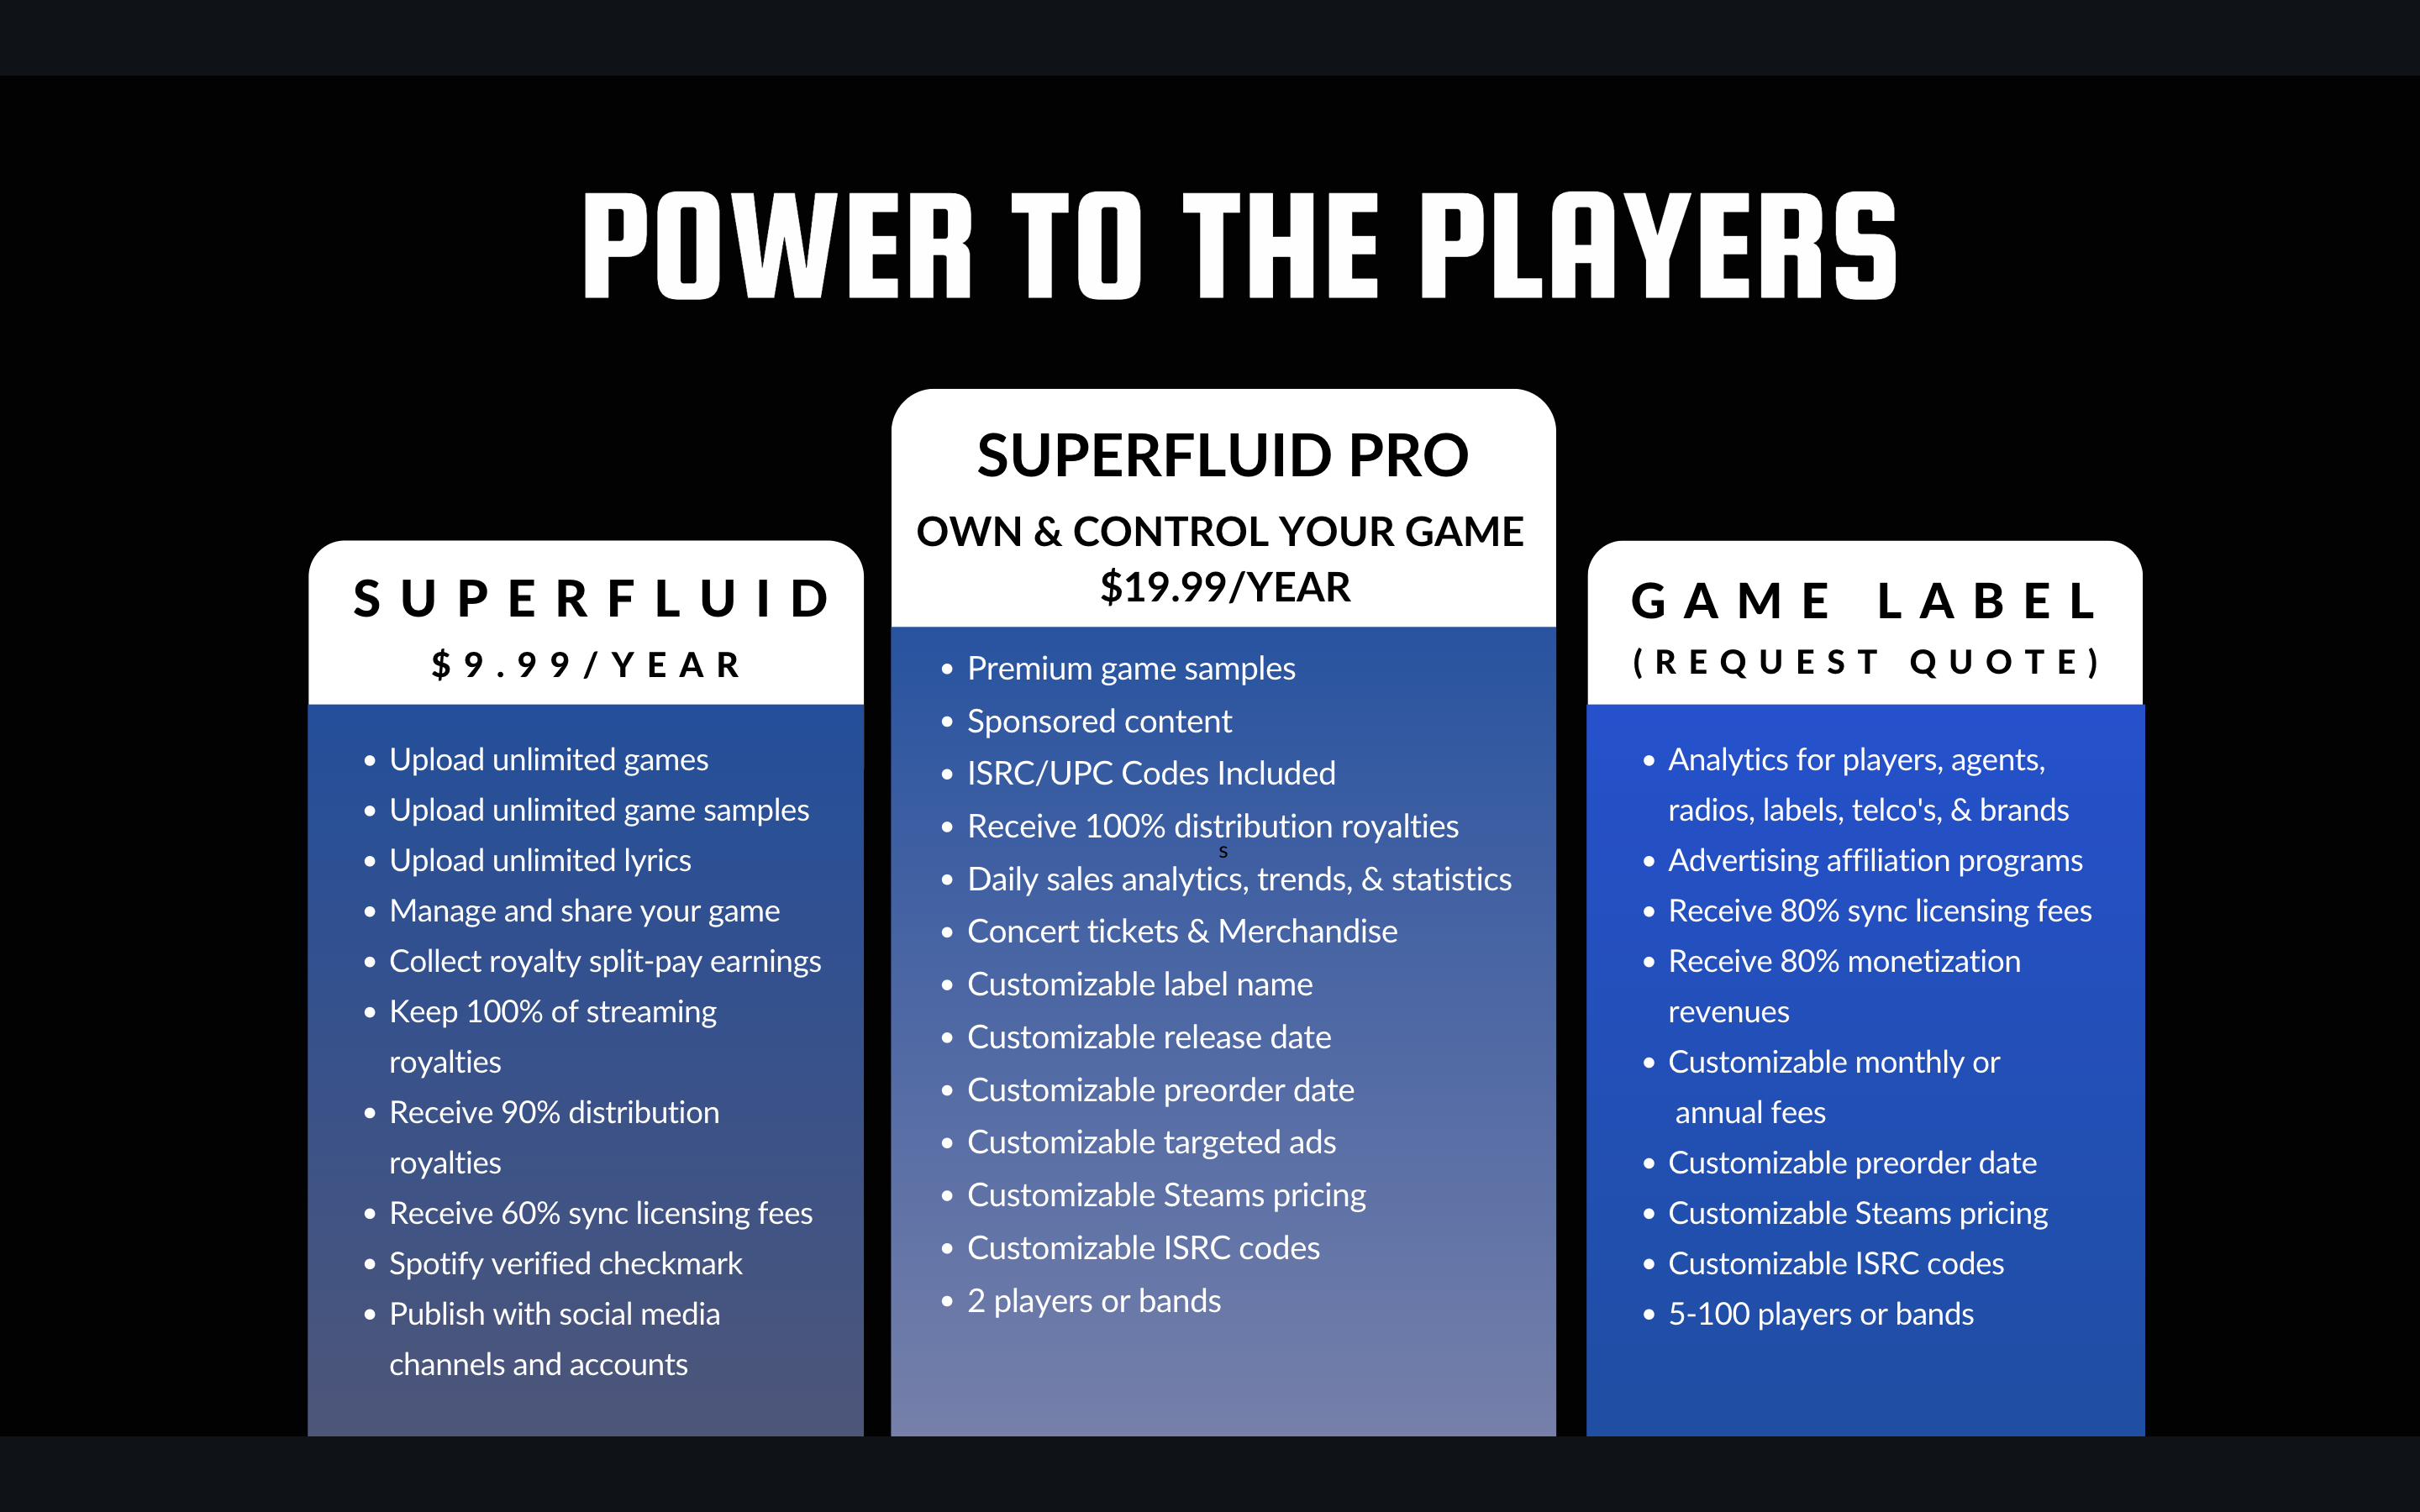 POWER TO THE PLAYERS
SUPERFLUID
$9.99/YEAR
• Upload unlimited games
• Upload unlimited game samples
• Upload unlimited lyrics
• Manage and share your game
• Collect royalty split-pay earnings
• Keep 100% of streaming
royalties
• Receive 90% distribution
royalties
• Receive 60% sync licensing fees
• Spotify verified checkmark
• Publish with social media
channels and accounts
SUPERFLUID PRO
OWN & CONTROL YOUR GAME
$19.99/YEAR
• Premium game samples
• Sponsored content
• ISRC/UPC Codes Included
• Receive 100% distribution royalties
s
• Daily sales analytics, trends, & statistics
• Concert tickets & Merchandise
• Customizable label name
• Customizable release date
• Customizable preorder date
• Customizable targeted ads
• Customizable Steams pricing
• Customizable ISRC codes
• 2 players or bands
GAME LABEL
(REQUEST QUOTE)
• Analytics for players, agents,
radios, labels, telco's, & brands
• Advertising affiliation programs
• Receive 80% sync licensing fees
• Receive 80% monetization
revenues
• Customizable monthly or
annual fees
• Customizable preorder date
• Customizable Steams pricing
• Customizable ISRC codes
• 5-100 players or bands